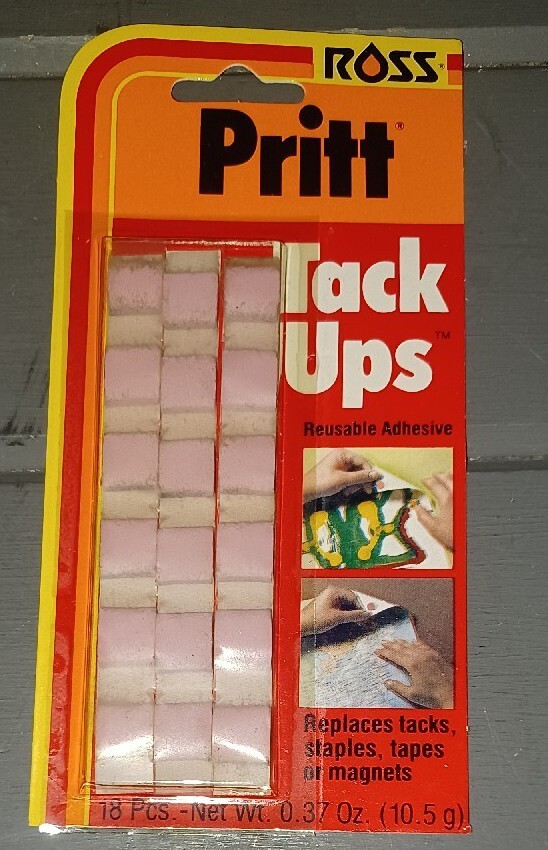 ROSS®
Pritt®
Tack
Ups™
Reusable Adhesive
Replaces tacks,
staples, tapes
or magnets
18 Pcs.-Net Wt. 0.37 Oz. (10.5 g)